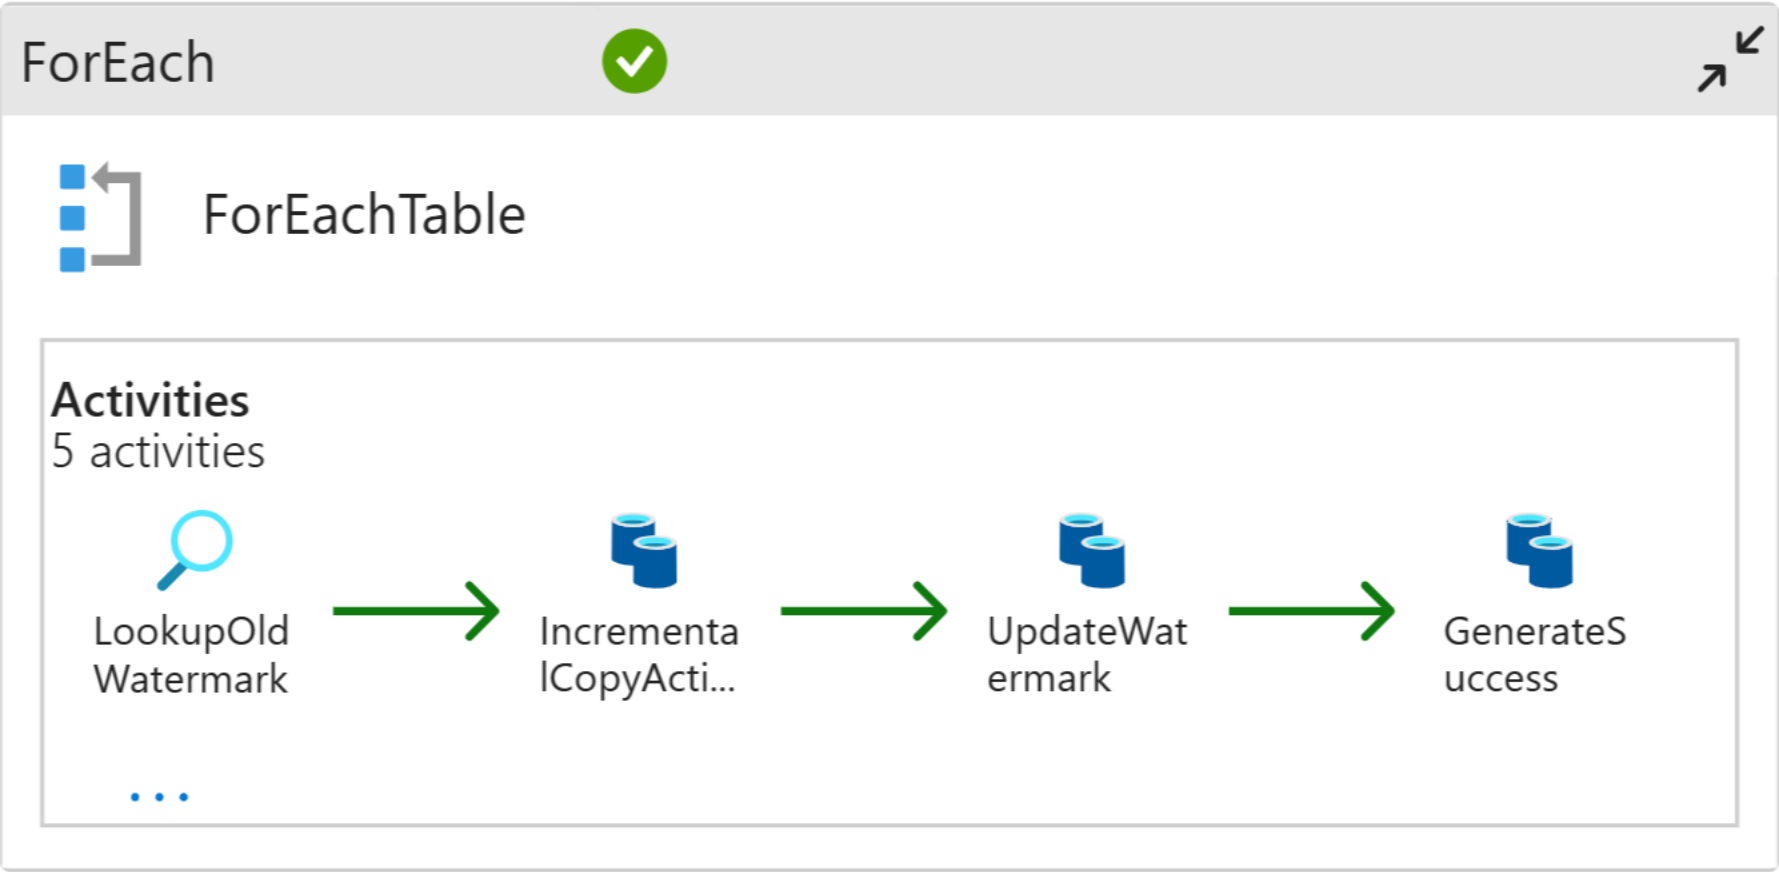 ForEach
ForEachTable
Activities
5 activities
LookupOld
Watermark
Incrementa
lCopyActi...
UpdateWat
ermark
GenerateS
uccess
...